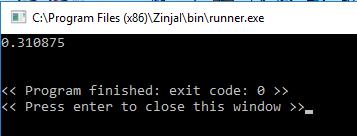 C:\Program Files (x86)\Zinjal\bin\runner.exe
0.310875
<< Program finished: exit code: 0 >>
<< Press enter to close this window >>